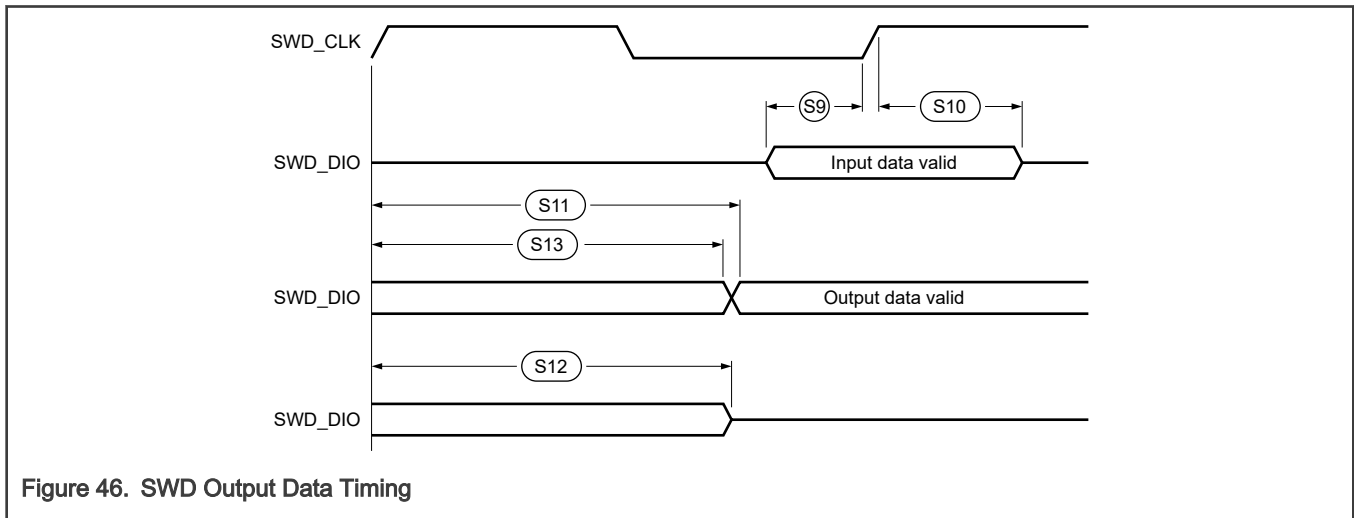 SWD_CLK
S9
S10
SWD_DIO
Input data valid
S11
S13
SWD_DIO
Output data valid
S12
SWD_DIO
Figure 46. SWD Output Data Timing